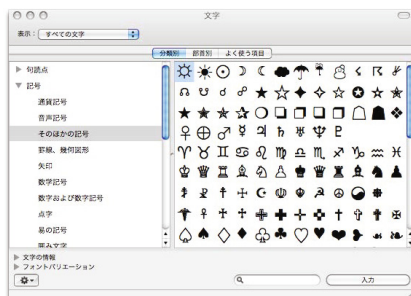 文字
表示： すべての文字
分類別 部首別 よく使う項目
句読点
記号
通貨記号
音声記号
そのほかの記号
罫線、幾何図形
矢印
数学記号
数字および数字記号
点字
易の記号
囲み文字
文字の情報
フォントバリエーション
入力